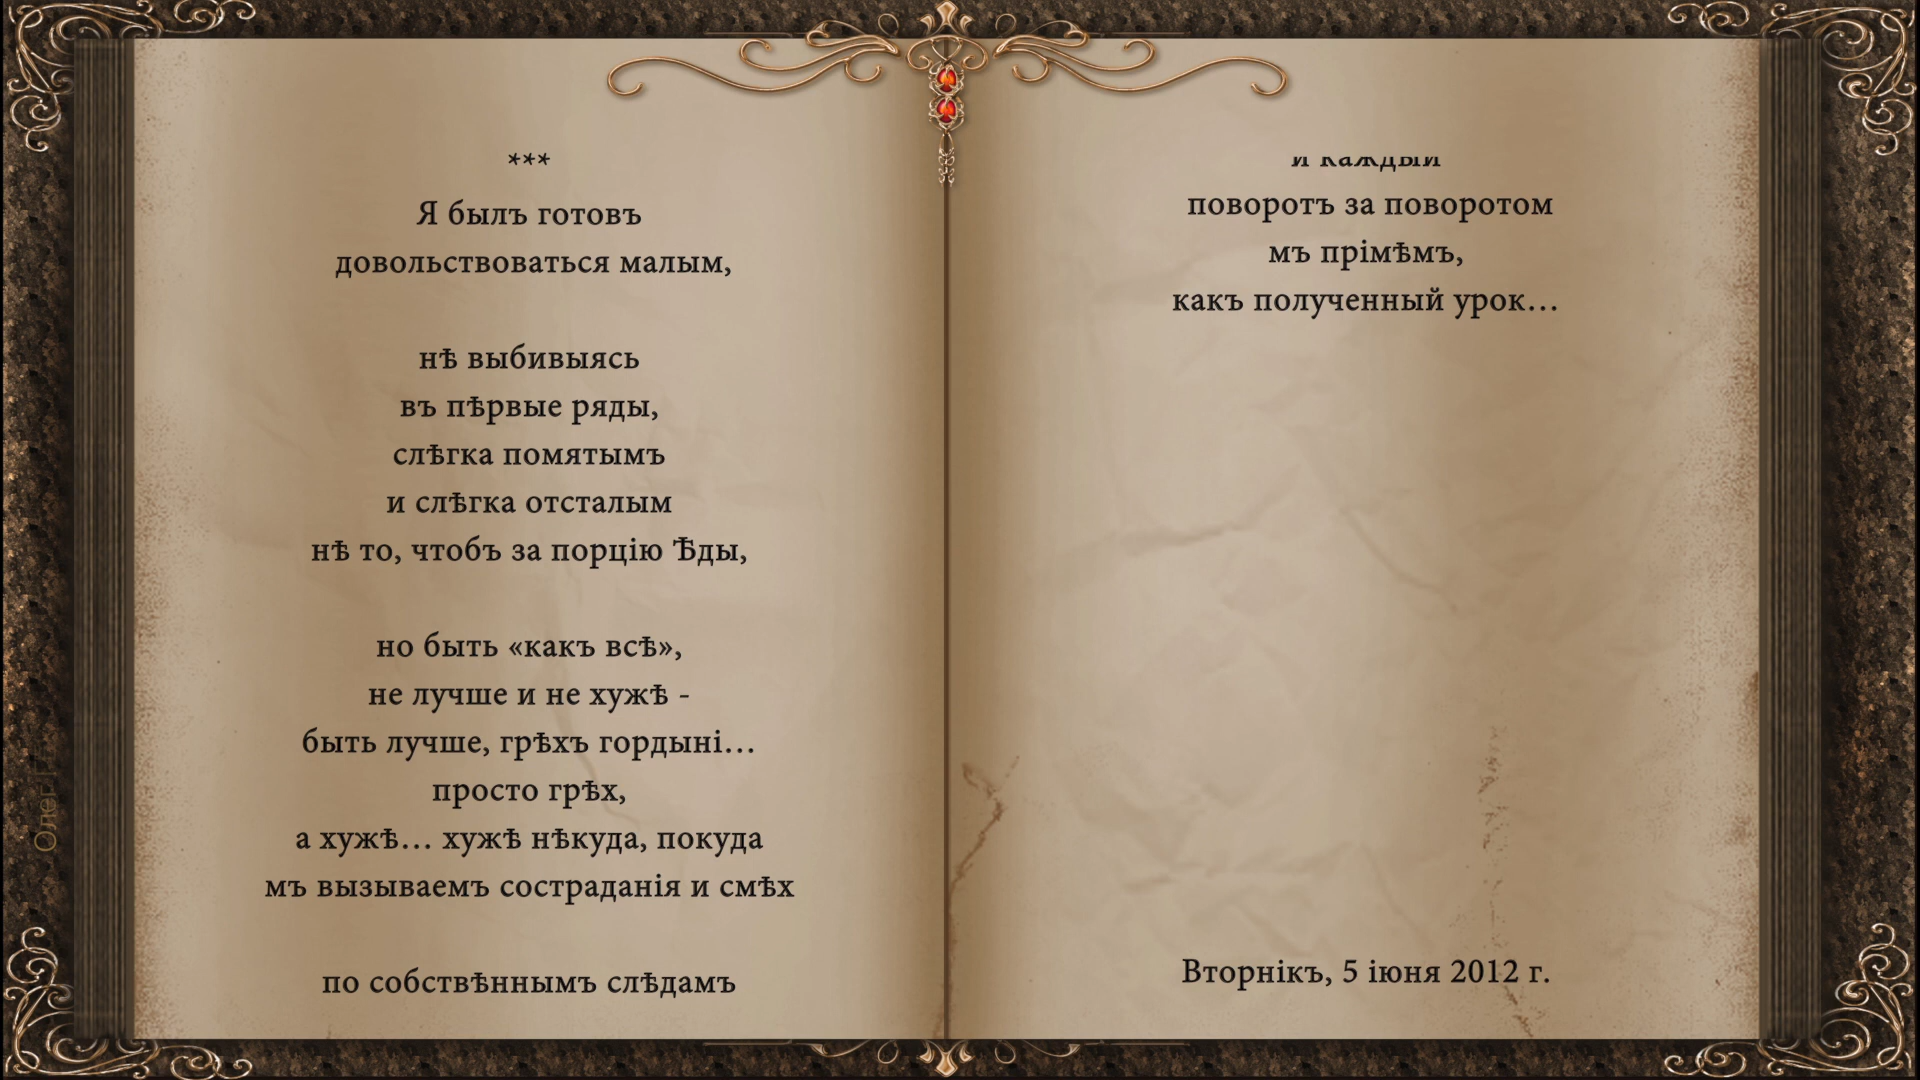 ***
Я былъ готовъ
довольствоваться малым,
нѣ выбивыясь
въ пѣрвые ряды,
слѣгка помятымъ
и слѣгка отсталым
нѣ то, чтобъ за порцію Ѣды,
но быть «какъ всѣ»,
не лучше и не хужѣ -
быть лучше, грѣхъ гордыні...
просто грѣх,
а хужѣ... хужѣ нѣкуда, покуда
мъ вызываемъ состраданія и смѣх
по собствѣннымъ слѣдамъ
и каждый
поворотъ за поворотом
мъ прімѣмъ,
какъ полученный урок...
Вторнікъ, 5 іюня 2012 г.